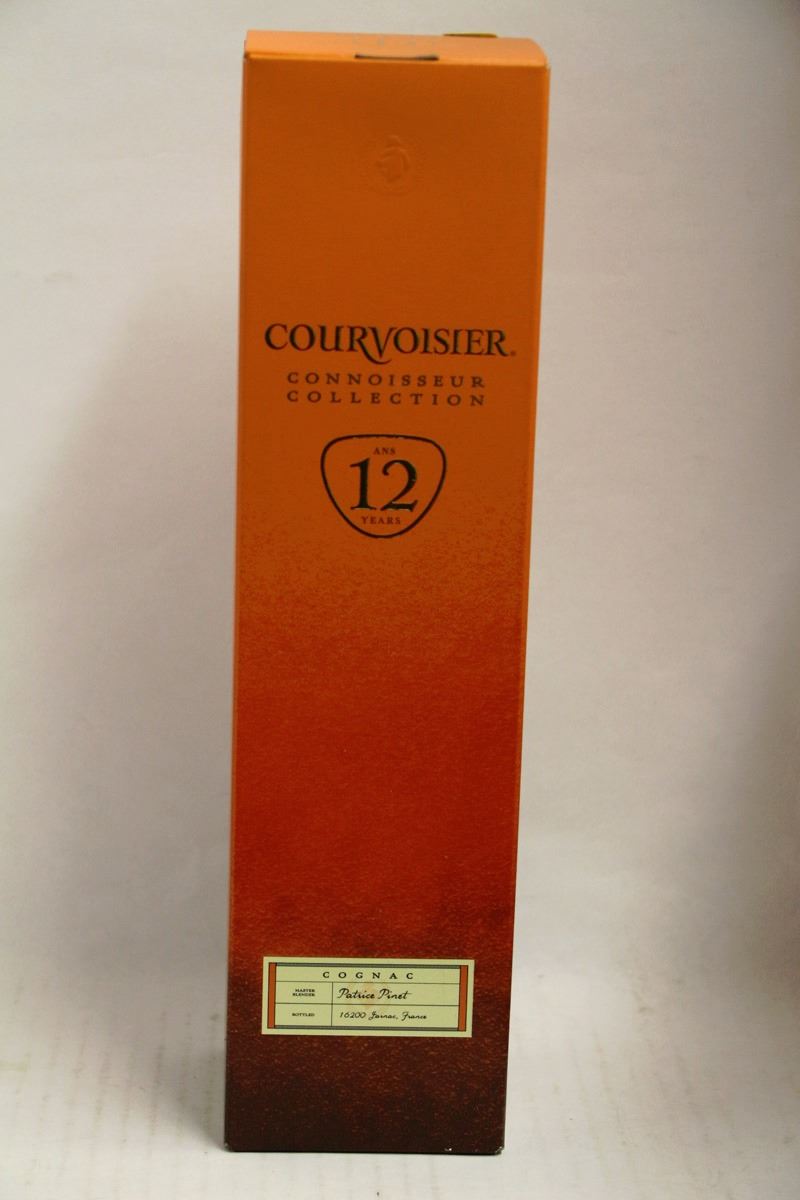 COURVOISIER®
CONNOISSEUR
COLLECTION
ANS
12
YEARS
COGNAC
MASTER
BLENDER
Patrice Pinet
BOTTLED
16200 Jarnac, France